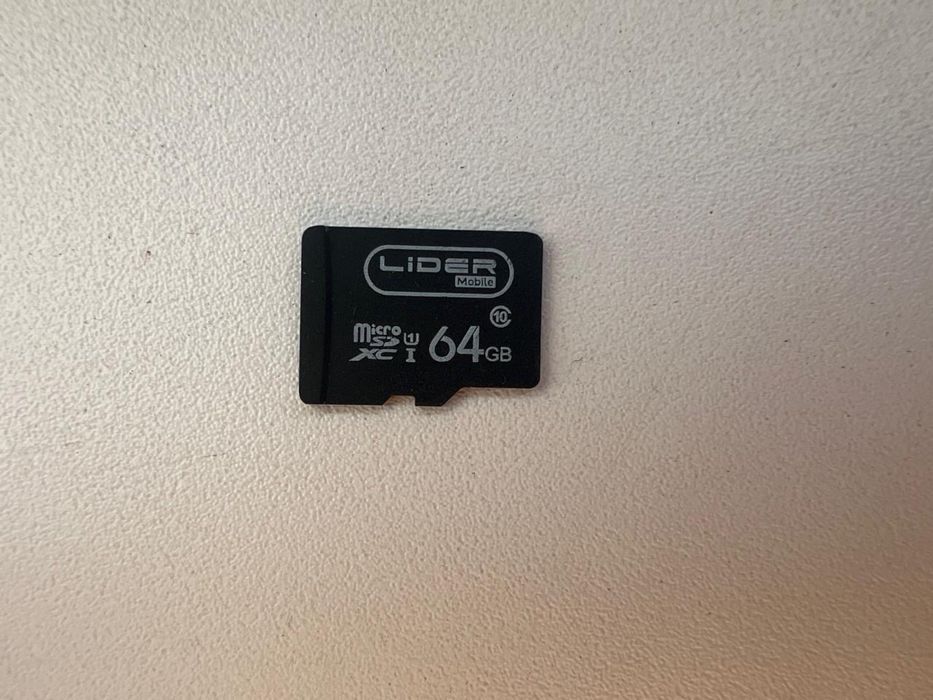 LiDER
Mobile
10
Micro
SD
XC U1 I 64GB